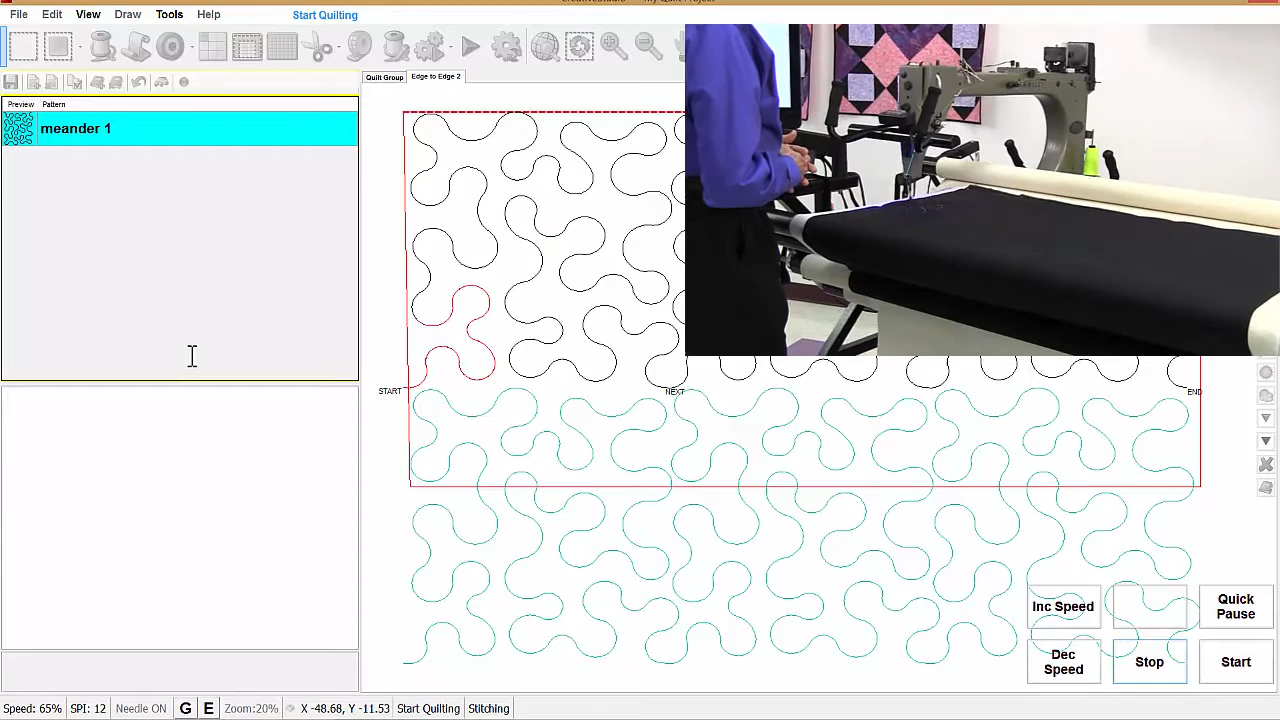 File Edit View Draw Tools Help Start Quilting
Quilt Group Edge to Edge 2
Preview Pattern
meander 1
START NEXT END
Inc Speed
Quick Pause
Dec Speed
Stop
Start
Speed: 65% SPI: 12 Needle ON G E Zoom:20% X -48.68, Y -11.53 Start Quilting Stitching